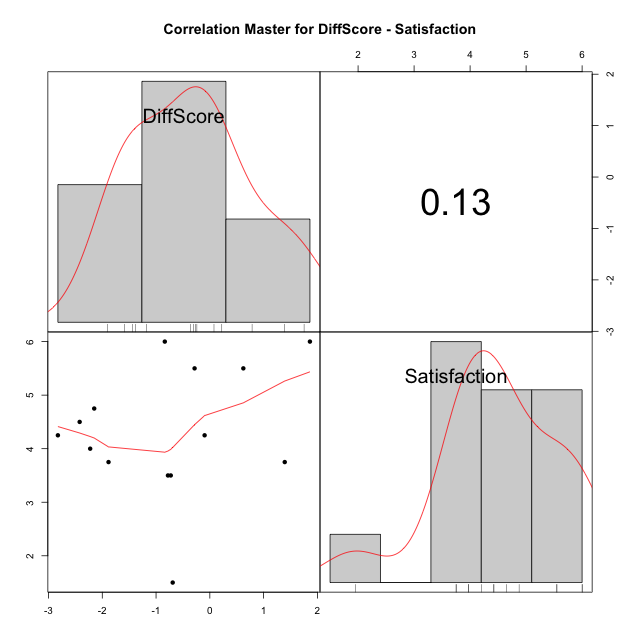 Correlation Master for DiffScore - Satisfaction
2 3 4 5 6
DiffScore
0.13
2
1
0
-1
-2
-3
Satisfaction
6
5
4
3
2
-3 -2 -1 0 1 2